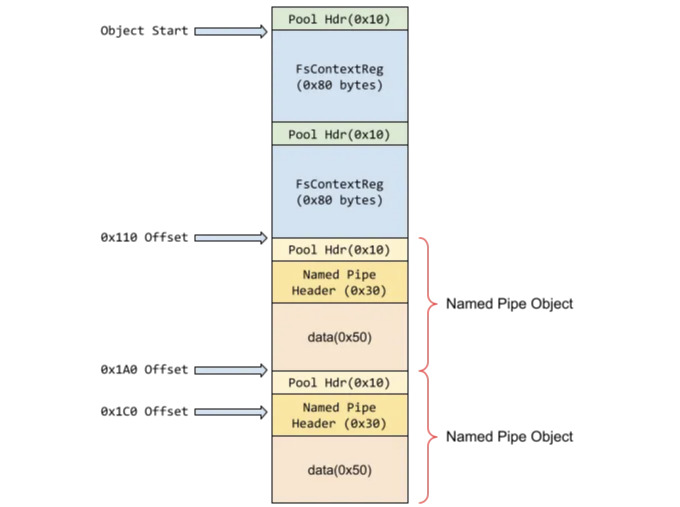 Pool Hdr(0x10)
Object Start
FsContextReg
(0x80 bytes)
Pool Hdr(0x10)
FsContextReg
(0x80 bytes)
0x110 Offset
Pool Hdr(0x10)
Named Pipe
Header (0x30)
Named Pipe Object
data(0x50)
0x1A0 Offset
Pool Hdr(0x10)
0x1C0 Offset
Named Pipe
Header (0x30)
Named Pipe Object
data(0x50)